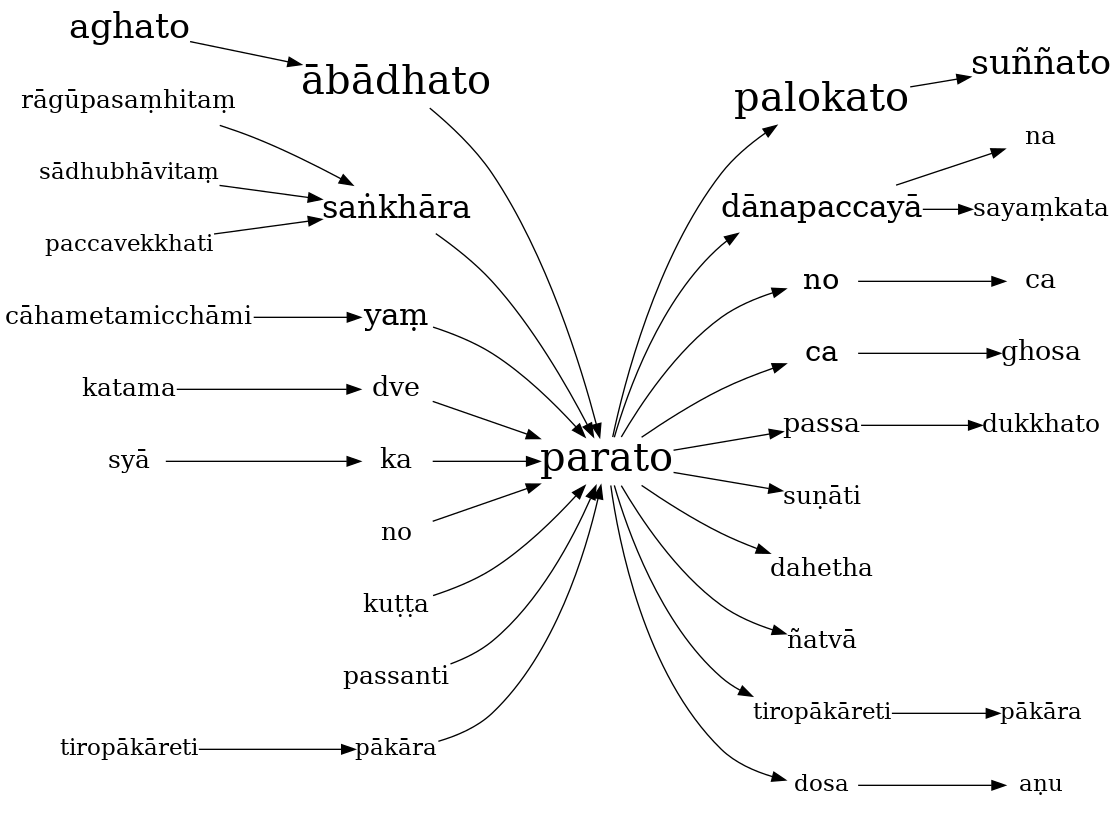 aghato
ābādhato
palokato
suññato
rāgūpasaṃhitaṃ
na
sādhubhāvitaṃ
saṅkhāra
dānapaccayā
sayaṃkata
paccavekkhati
no
ca
cāhametamicchāmi
yaṃ
ca
ghosa
katama
dve
passa
dukkhato
syā
ka
parato
suṇāti
no
dahetha
kuṭṭa
ñatvā
passanti
tiropākāreti
pākāra
tiropākāreti
pākāra
dosa
aṇu